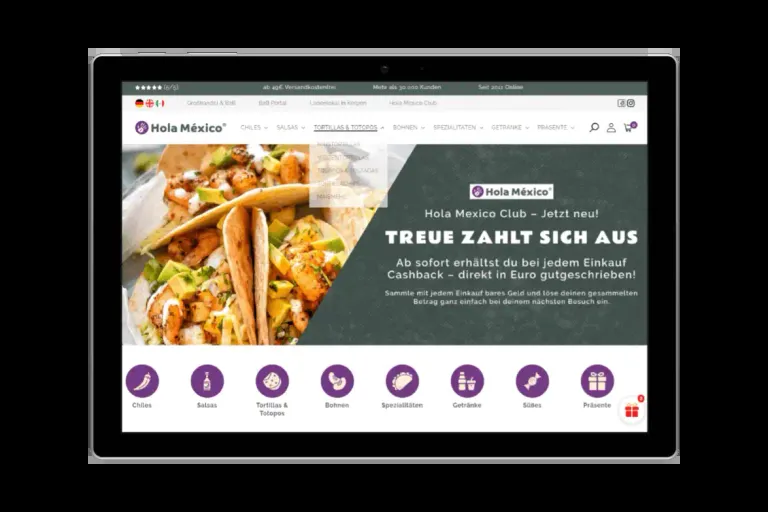 (5/5)
ab 49€ Versandkostenfrei
Mehr als 30.000 Kunden
Seit 2012 Online
Großhandel & B2B
B2B Portal
Hola Mexico Club
Hola México®
CHILES
SALSAS
TORTILLAS & TOTOPOS
BOHNEN
SPEZIALITÄTEN
GETRÄNKE
PRÄSENTE
0
Hola México®
Hola Mexico Club – Jetzt neu!
TREUE ZAHLT SICH AUS
Ab sofort erhältst du bei jedem Einkauf
Cashback – direkt in Euro gutgeschrieben!
Sammle mit jedem Einkauf bares Geld und löse deinen gesammelten
Betrag ganz einfach bei deinem nächsten Besuch ein.
Chiles
Salsas
Tortillas &
Totopos
Bohnen
Spezialitäten
Getränke
Süßes
Präsente
2